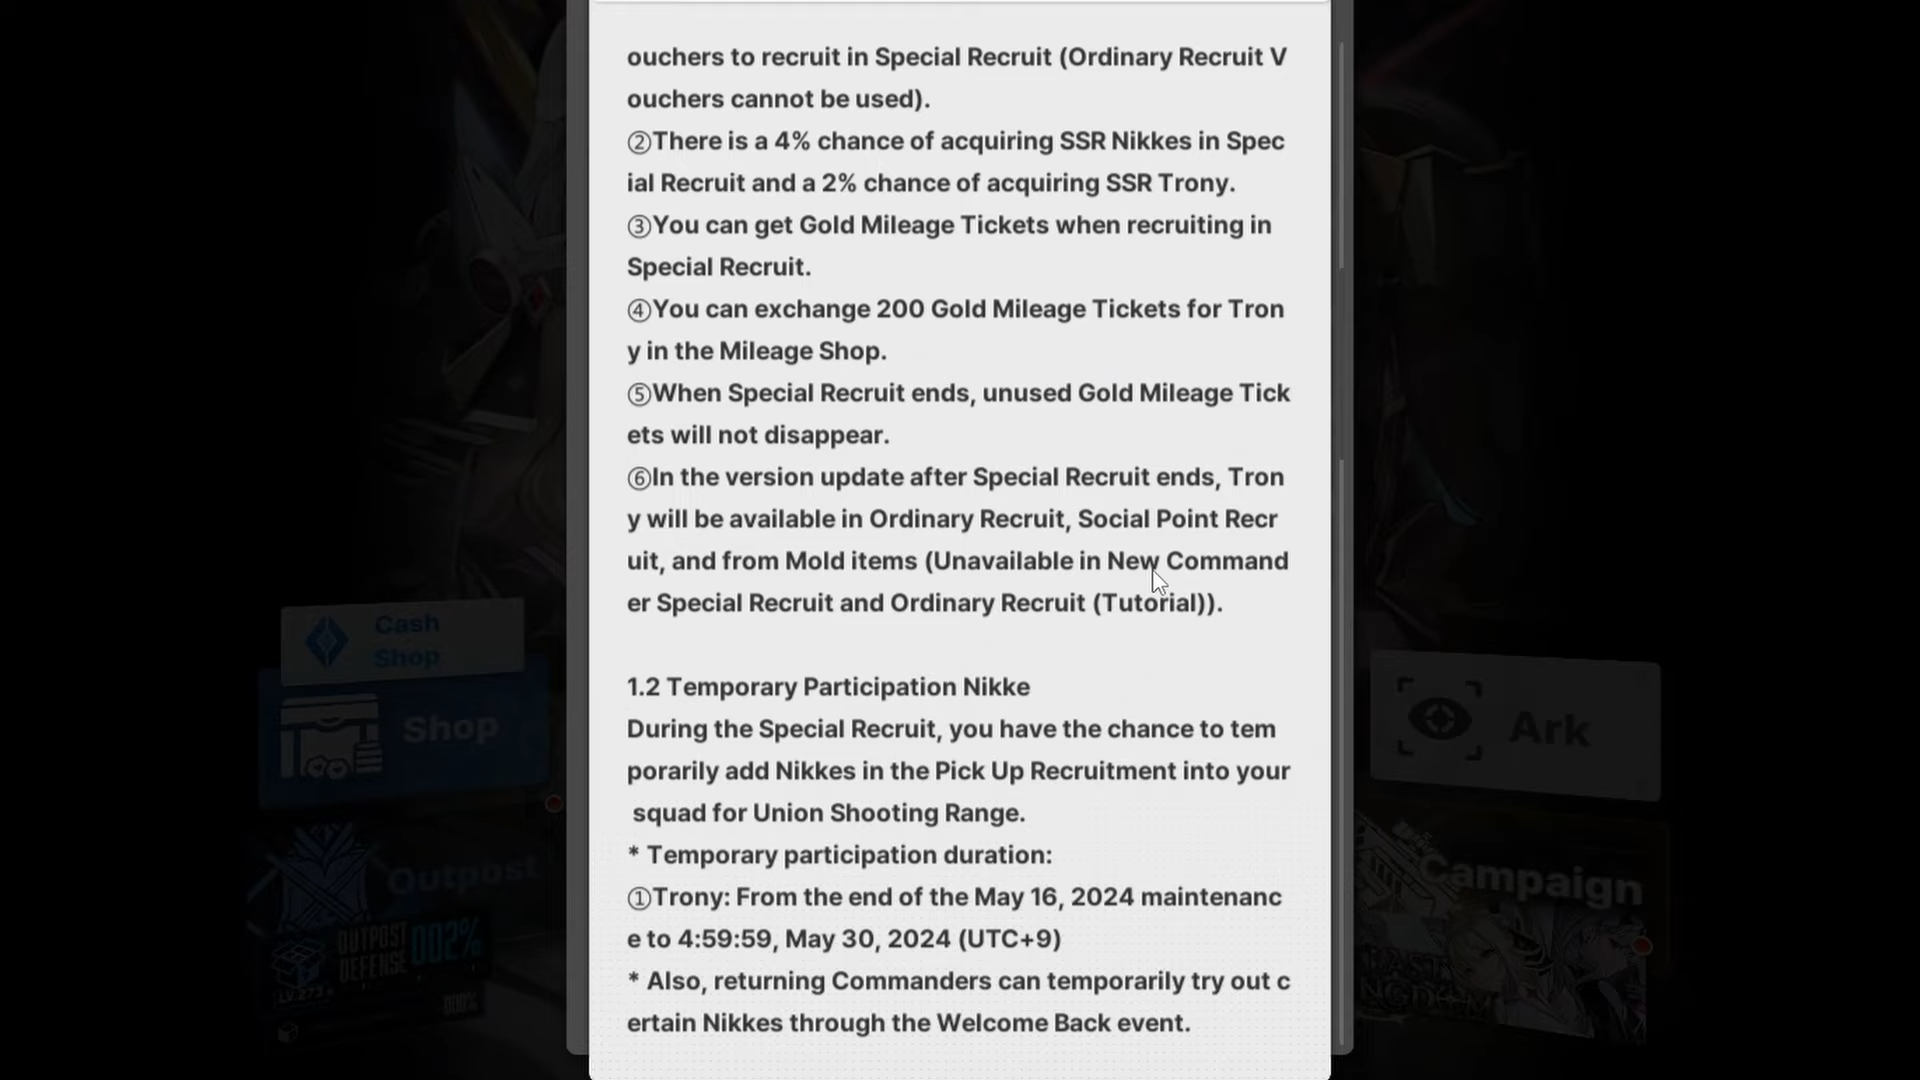 ouchers to recruit in Special Recruit (Ordinary Recruit V
ouchers cannot be used).
②There is a 4% chance of acquiring SSR Nikkes in Spec
ial Recruit and a 2% chance of acquiring SSR Trony.
③You can get Gold Mileage Tickets when recruiting in
Special Recruit.
④You can exchange 200 Gold Mileage Tickets for Tron
y in the Mileage Shop.
⑤When Special Recruit ends, unused Gold Mileage Tick
ets will not disappear.
⑥In the version update after Special Recruit ends, Tron
y will be available in Ordinary Recruit, Social Point Recr
uit, and from Mold items (Unavailable in New Command
er Special Recruit and Ordinary Recruit (Tutorial)).
1.2 Temporary Participation Nikke
During the Special Recruit, you have the chance to tem
porarily add Nikkes in the Pick Up Recruitment into your
squad for Union Shooting Range.
* Temporary participation duration:
①Trony: From the end of the May 16, 2024 maintenanc
e to 4:59:59, May 30, 2024 (UTC+9)
* Also, returning Commanders can temporarily try out c
ertain Nikkes through the Welcome Back event.
Cash
Shop
Shop
Outpost
OUTPOST
DEFENSE
002%
LV.273
Ark
Campaign